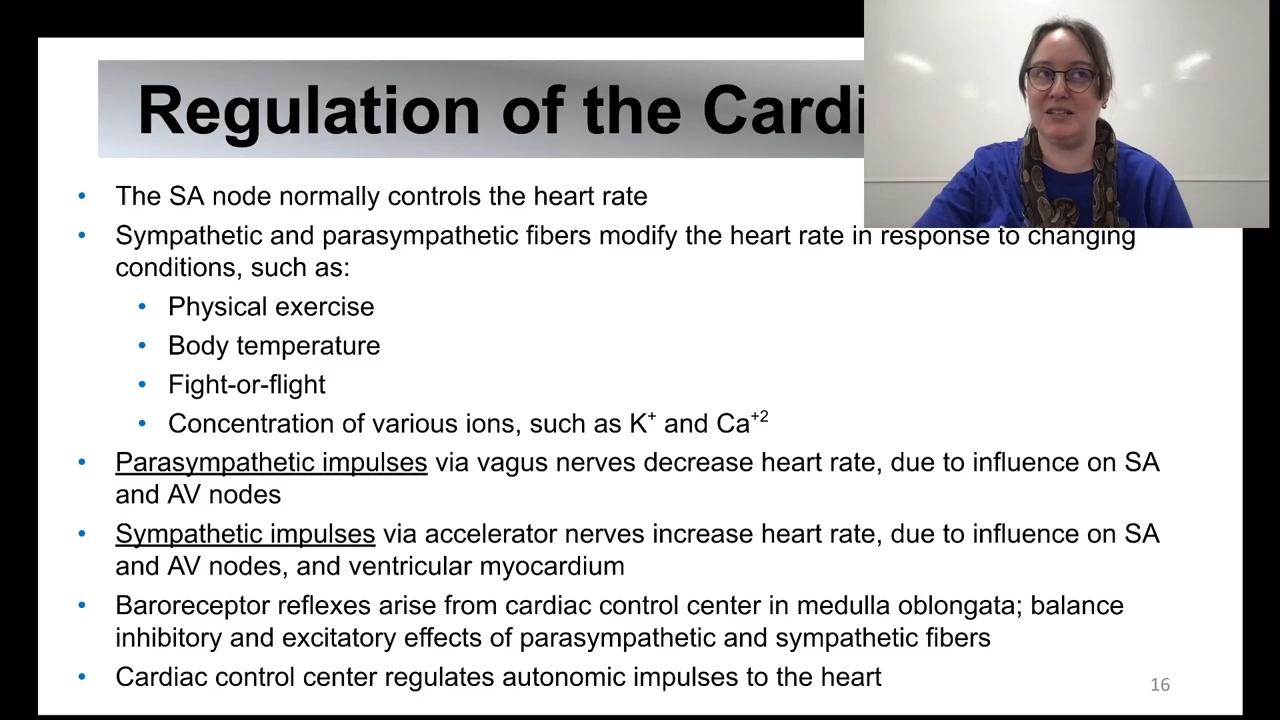 Regulation of the Cardi
• The SA node normally controls the heart rate
• Sympathetic and parasympathetic fibers modify the heart rate in response to changing
conditions, such as:
• Physical exercise
• Body temperature
• Fight-or-flight
• Concentration of various ions, such as K⁺ and Ca⁺²
• Parasympathetic impulses via vagus nerves decrease heart rate, due to influence on SA
and AV nodes
• Sympathetic impulses via accelerator nerves increase heart rate, due to influence on SA
and AV nodes, and ventricular myocardium
• Baroreceptor reflexes arise from cardiac control center in medulla oblongata; balance
inhibitory and excitatory effects of parasympathetic and sympathetic fibers
• Cardiac control center regulates autonomic impulses to the heart
16